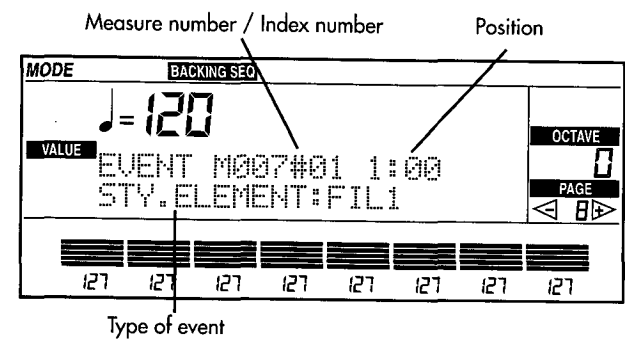 Measure number / Index number
Position
MODE
BACKING SEQ
♩=120
OCTAVE
0
VALUE
EVENT M007#01 1:00
STY.ELEMENT:FIL1
PAGE
8
127 127 127 127 127 127 127 127
Type of event